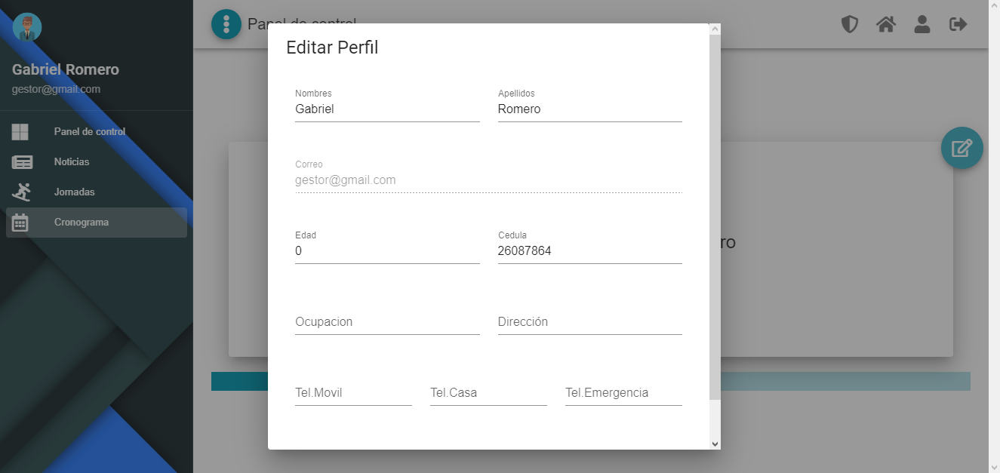 Gabriel Romero
gestor@gmail.com
Panel de control
Noticias
Jornadas
Cronograma
Panel de control
Editar Perfil
Nombres Apellidos
Gabriel Romero
Correo
gestor@gmail.com
Edad Cedula
0 26087864
Ocupacion Dirección
Tel.Movil Tel.Casa Tel.Emergencia
ro